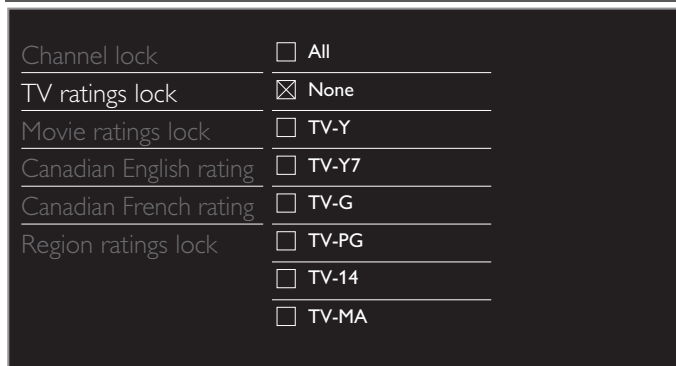 Channel lock
TV ratings lock
Movie ratings lock
Canadian English rating
Canadian French rating
Region ratings lock
All
None
TV-Y
TV-Y7
TV-G
TV-PG
TV-14
TV-MA